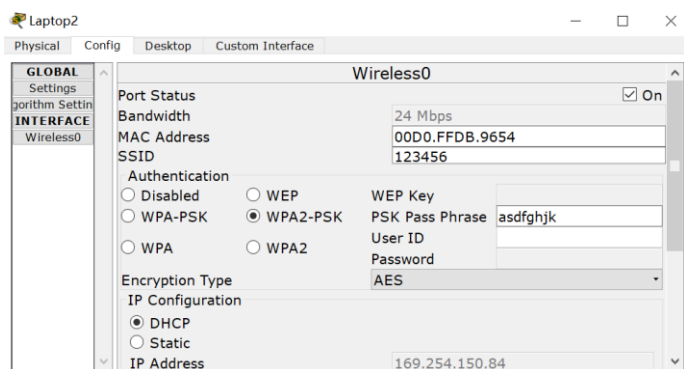 Laptop2
Physical Config Desktop Custom Interface
GLOBAL
Settings
gorithm Settin
INTERFACE
Wireless0
Wireless0
Port Status On
Bandwidth 24 Mbps
MAC Address 00D0.FFDB.9654
SSID 123456
Authentication
Disabled WEP WEP Key
WPA-PSK WPA2-PSK PSK Pass Phrase asdfghjk
User ID
WPA WPA2
Password
Encryption Type AES
IP Configuration
DHCP
Static
IP Address 169.254.150.84